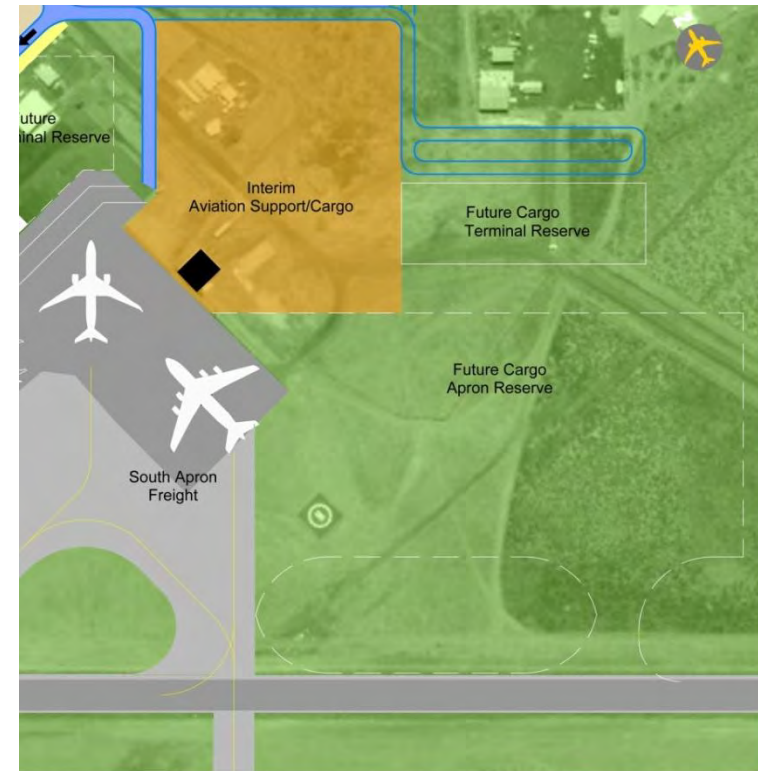 uture
inal Reserve
Interim
Aviation Support/Cargo
Future Cargo
Terminal Reserve
Future Cargo
Apron Reserve
South Apron
Freight